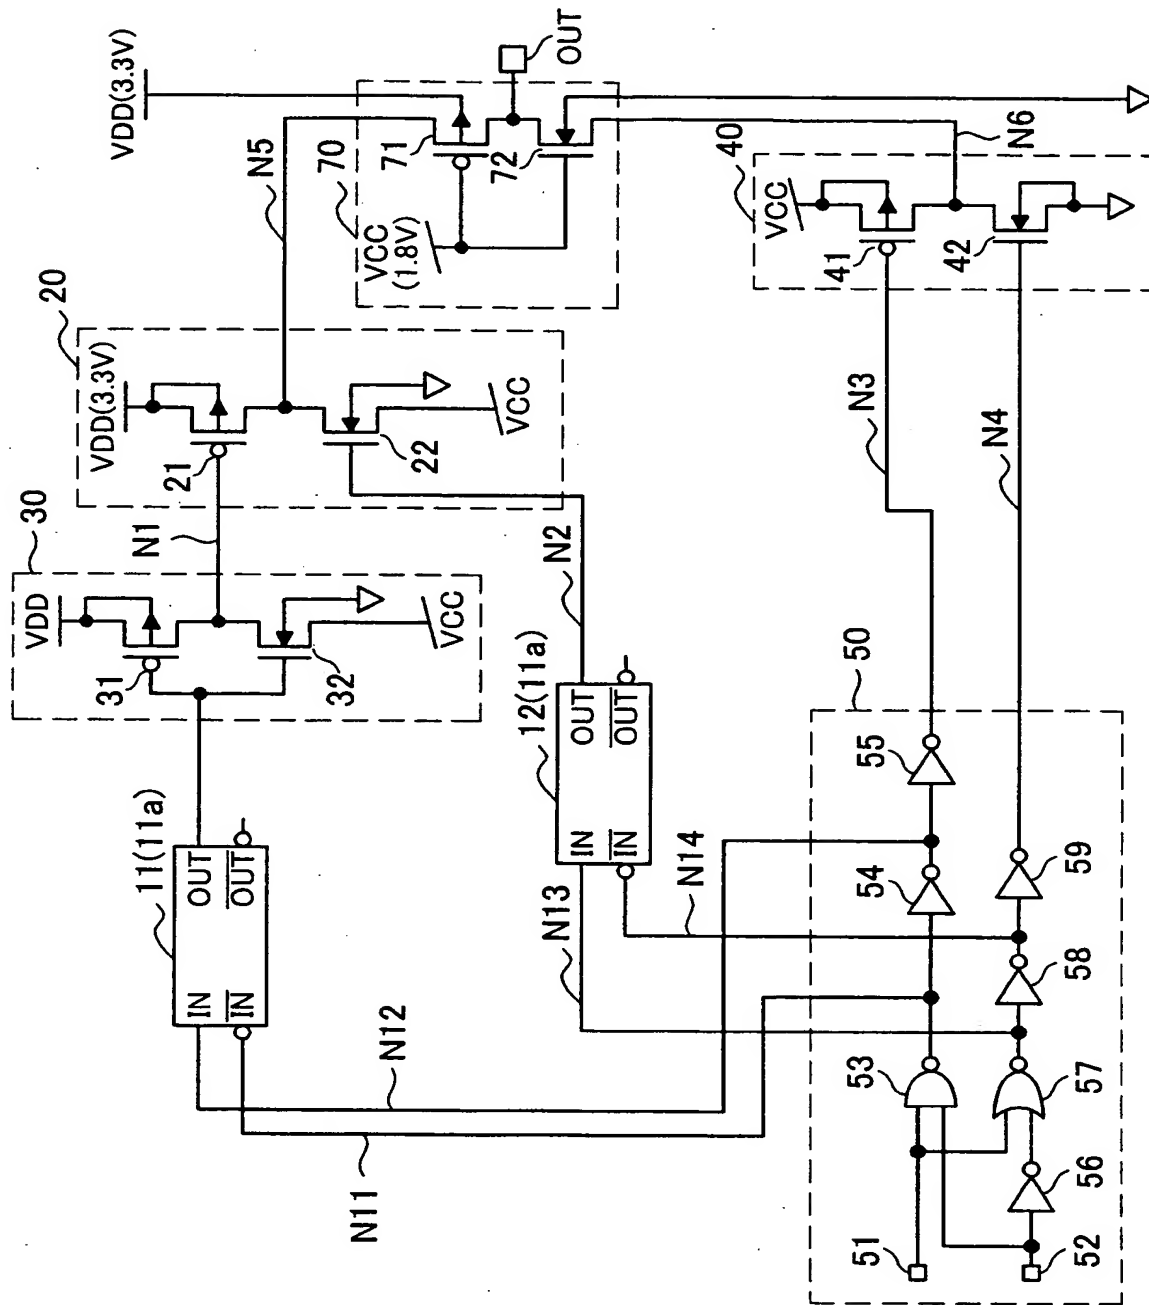 VDD(3.3V)
OUT
N5
70
71
72
VCC
(1.8V)
N6
40
VCC
41
42
20
VDD(3.3V)
21
22
VCC
N3
N4
30
N1
VDD
31
32
VCC
N2
12(11a)
OUT
OUT
IN
IN
50
55
11(11a)
OUT
OUT
IN
IN
N13
N14
54
59
58
N12
N11
53
57
56
51
52